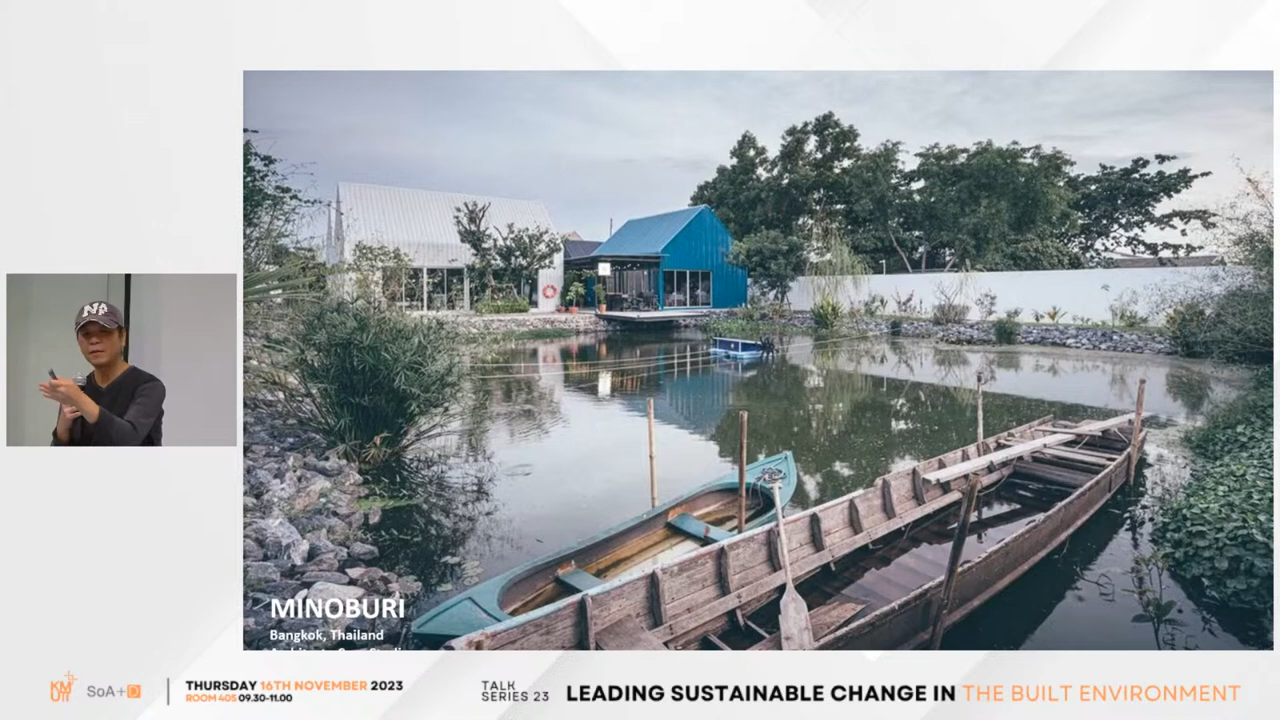 MINOBURI
Bangkok, Thailand
KMUTT
SoA+D
THURSDAY 16TH NOVEMBER 2023
ROOM 405 09.30-11.00
TALK
SERIES 23
LEADING SUSTAINABLE CHANGE IN THE BUILT ENVIRONMENT